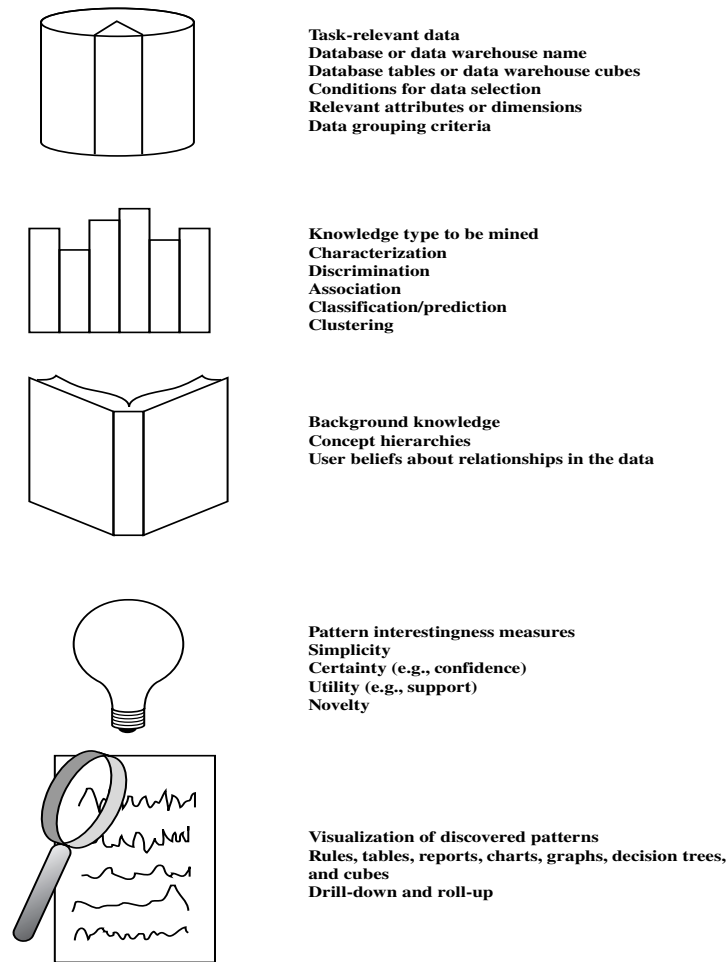 Task-relevant data
Database or data warehouse name
Database tables or data warehouse cubes
Conditions for data selection
Relevant attributes or dimensions
Data grouping criteria
Knowledge type to be mined
Characterization
Discrimination
Association
Classification/prediction
Clustering
Background knowledge
Concept hierarchies
User beliefs about relationships in the data
Pattern interestingness measures
Simplicity
Certainty (e.g., confidence)
Utility (e.g., support)
Novelty
Visualization of discovered patterns
Rules, tables, reports, charts, graphs, decision trees,
and cubes
Drill-down and roll-up